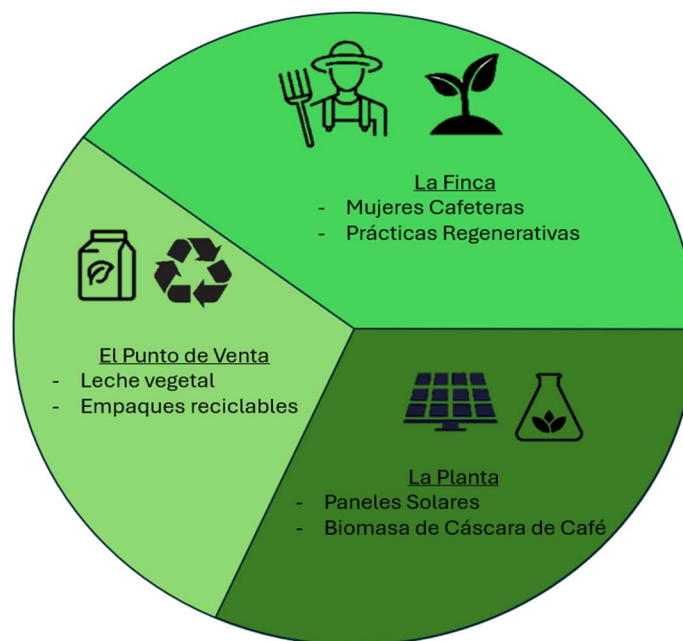 La Finca
- Mujeres Cafeteras
- Prácticas Regenerativas
El Punto de Venta
- Leche vegetal
- Empaques reciclables
La Planta
- Paneles Solares
- Biomasa de Cáscara de Café